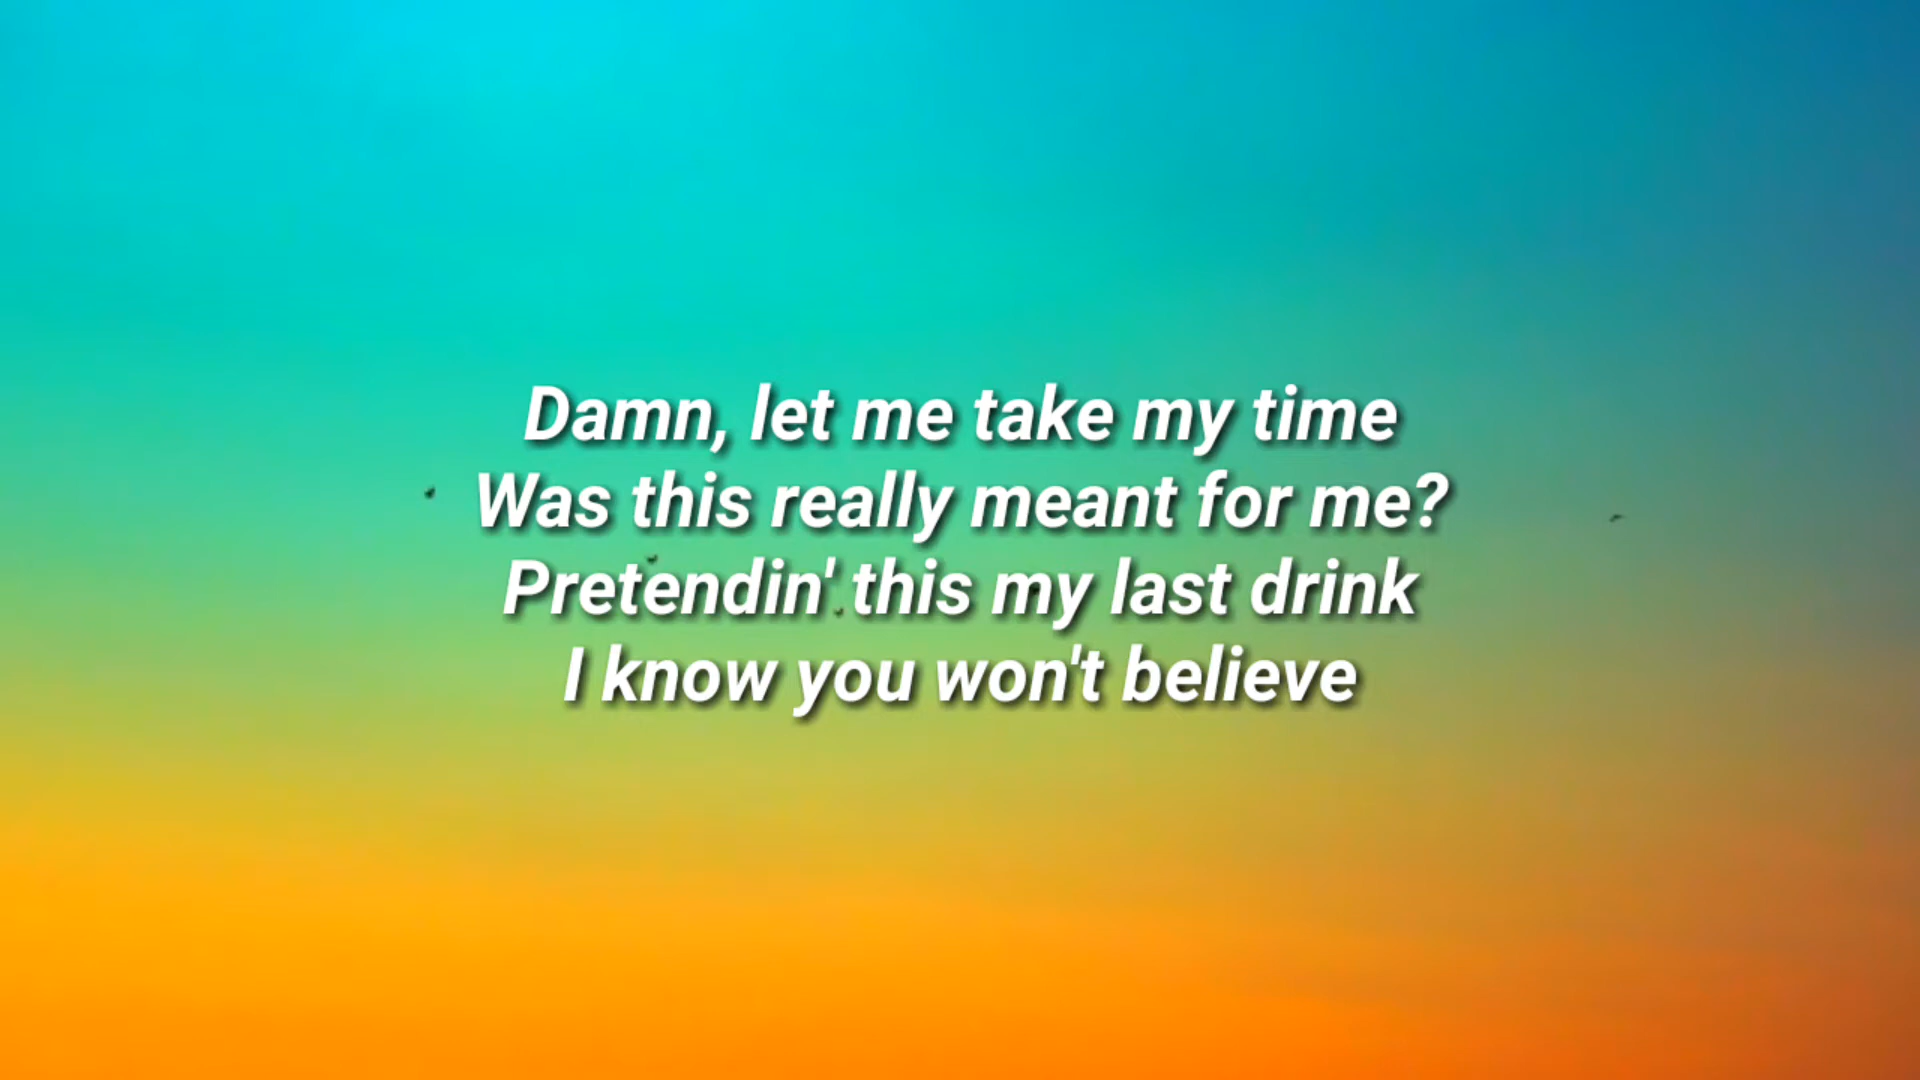 Damn, let me take my time
Was this really meant for me?
Pretendin' this my last drink
I know you won't believe